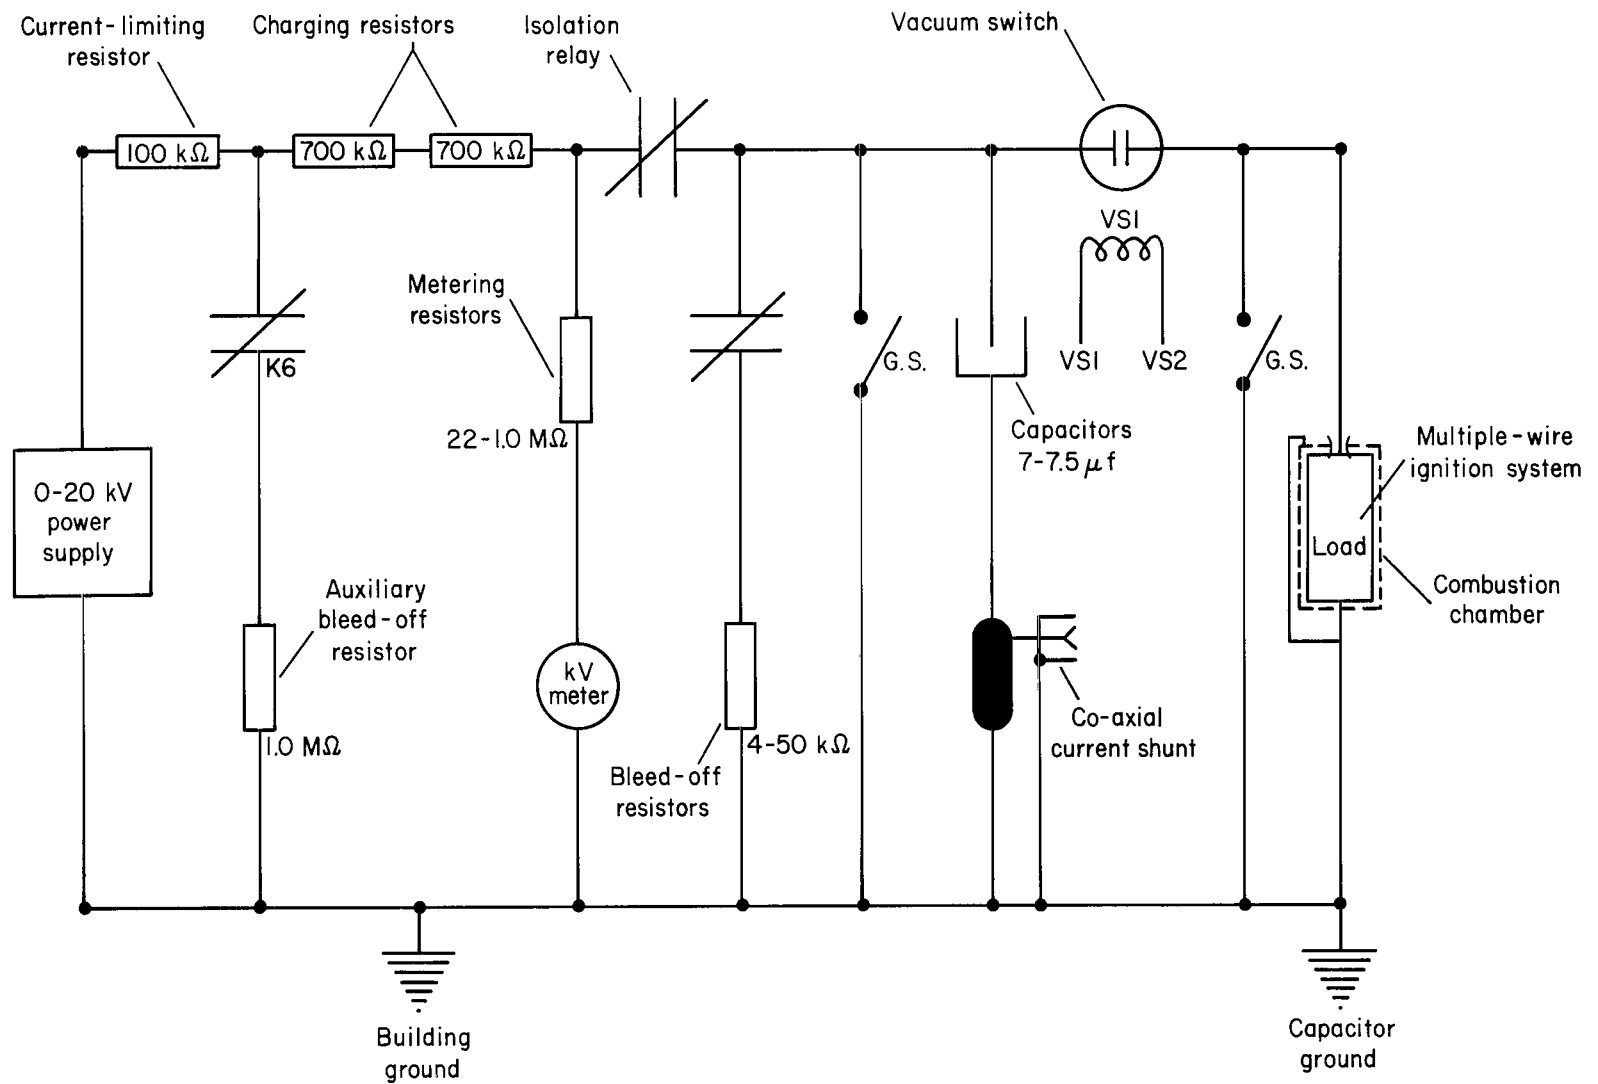 Current-limiting
resistor
Charging resistors
Isolation
relay
Vacuum switch
100 kΩ
700 kΩ
700 kΩ
VS1
VS1
VS2
K6
Metering
resistors
22-1.0 MΩ
G.S.
G.S.
Capacitors
7-7.5 μf
Multiple-wire
ignition system
Load
Combustion
chamber
0-20 kV
power
supply
Auxiliary
bleed-off
resistor
1.0 MΩ
kV
meter
Bleed-off
resistors
4-50 kΩ
Co-axial
current shunt
Building
ground
Capacitor
ground